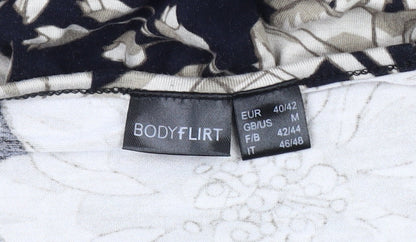 BODYFLIRT
EUR 40/42
GB/US M
F/B 42/44
IT 46/48